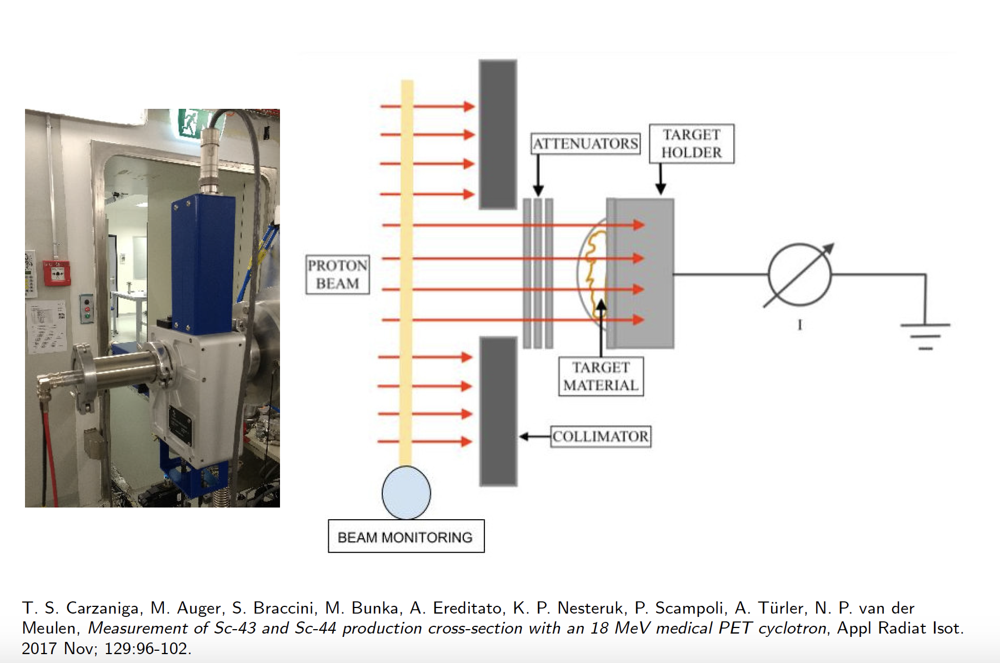 ATTENUATORS
TARGET
HOLDER
PROTON
BEAM
I
TARGET
MATERIAL
COLLIMATOR
BEAM MONITORING
T. S. Carzaniga, M. Auger, S. Braccini, M. Bunka, A. Ereditato, K. P. Nesteruk, P. Scampoli, A. Türler, N. P. van der
Meulen, Measurement of Sc-43 and Sc-44 production cross-section with an 18 MeV medical PET cyclotron, Appl Radiat Isot.
2017 Nov; 129:96-102.